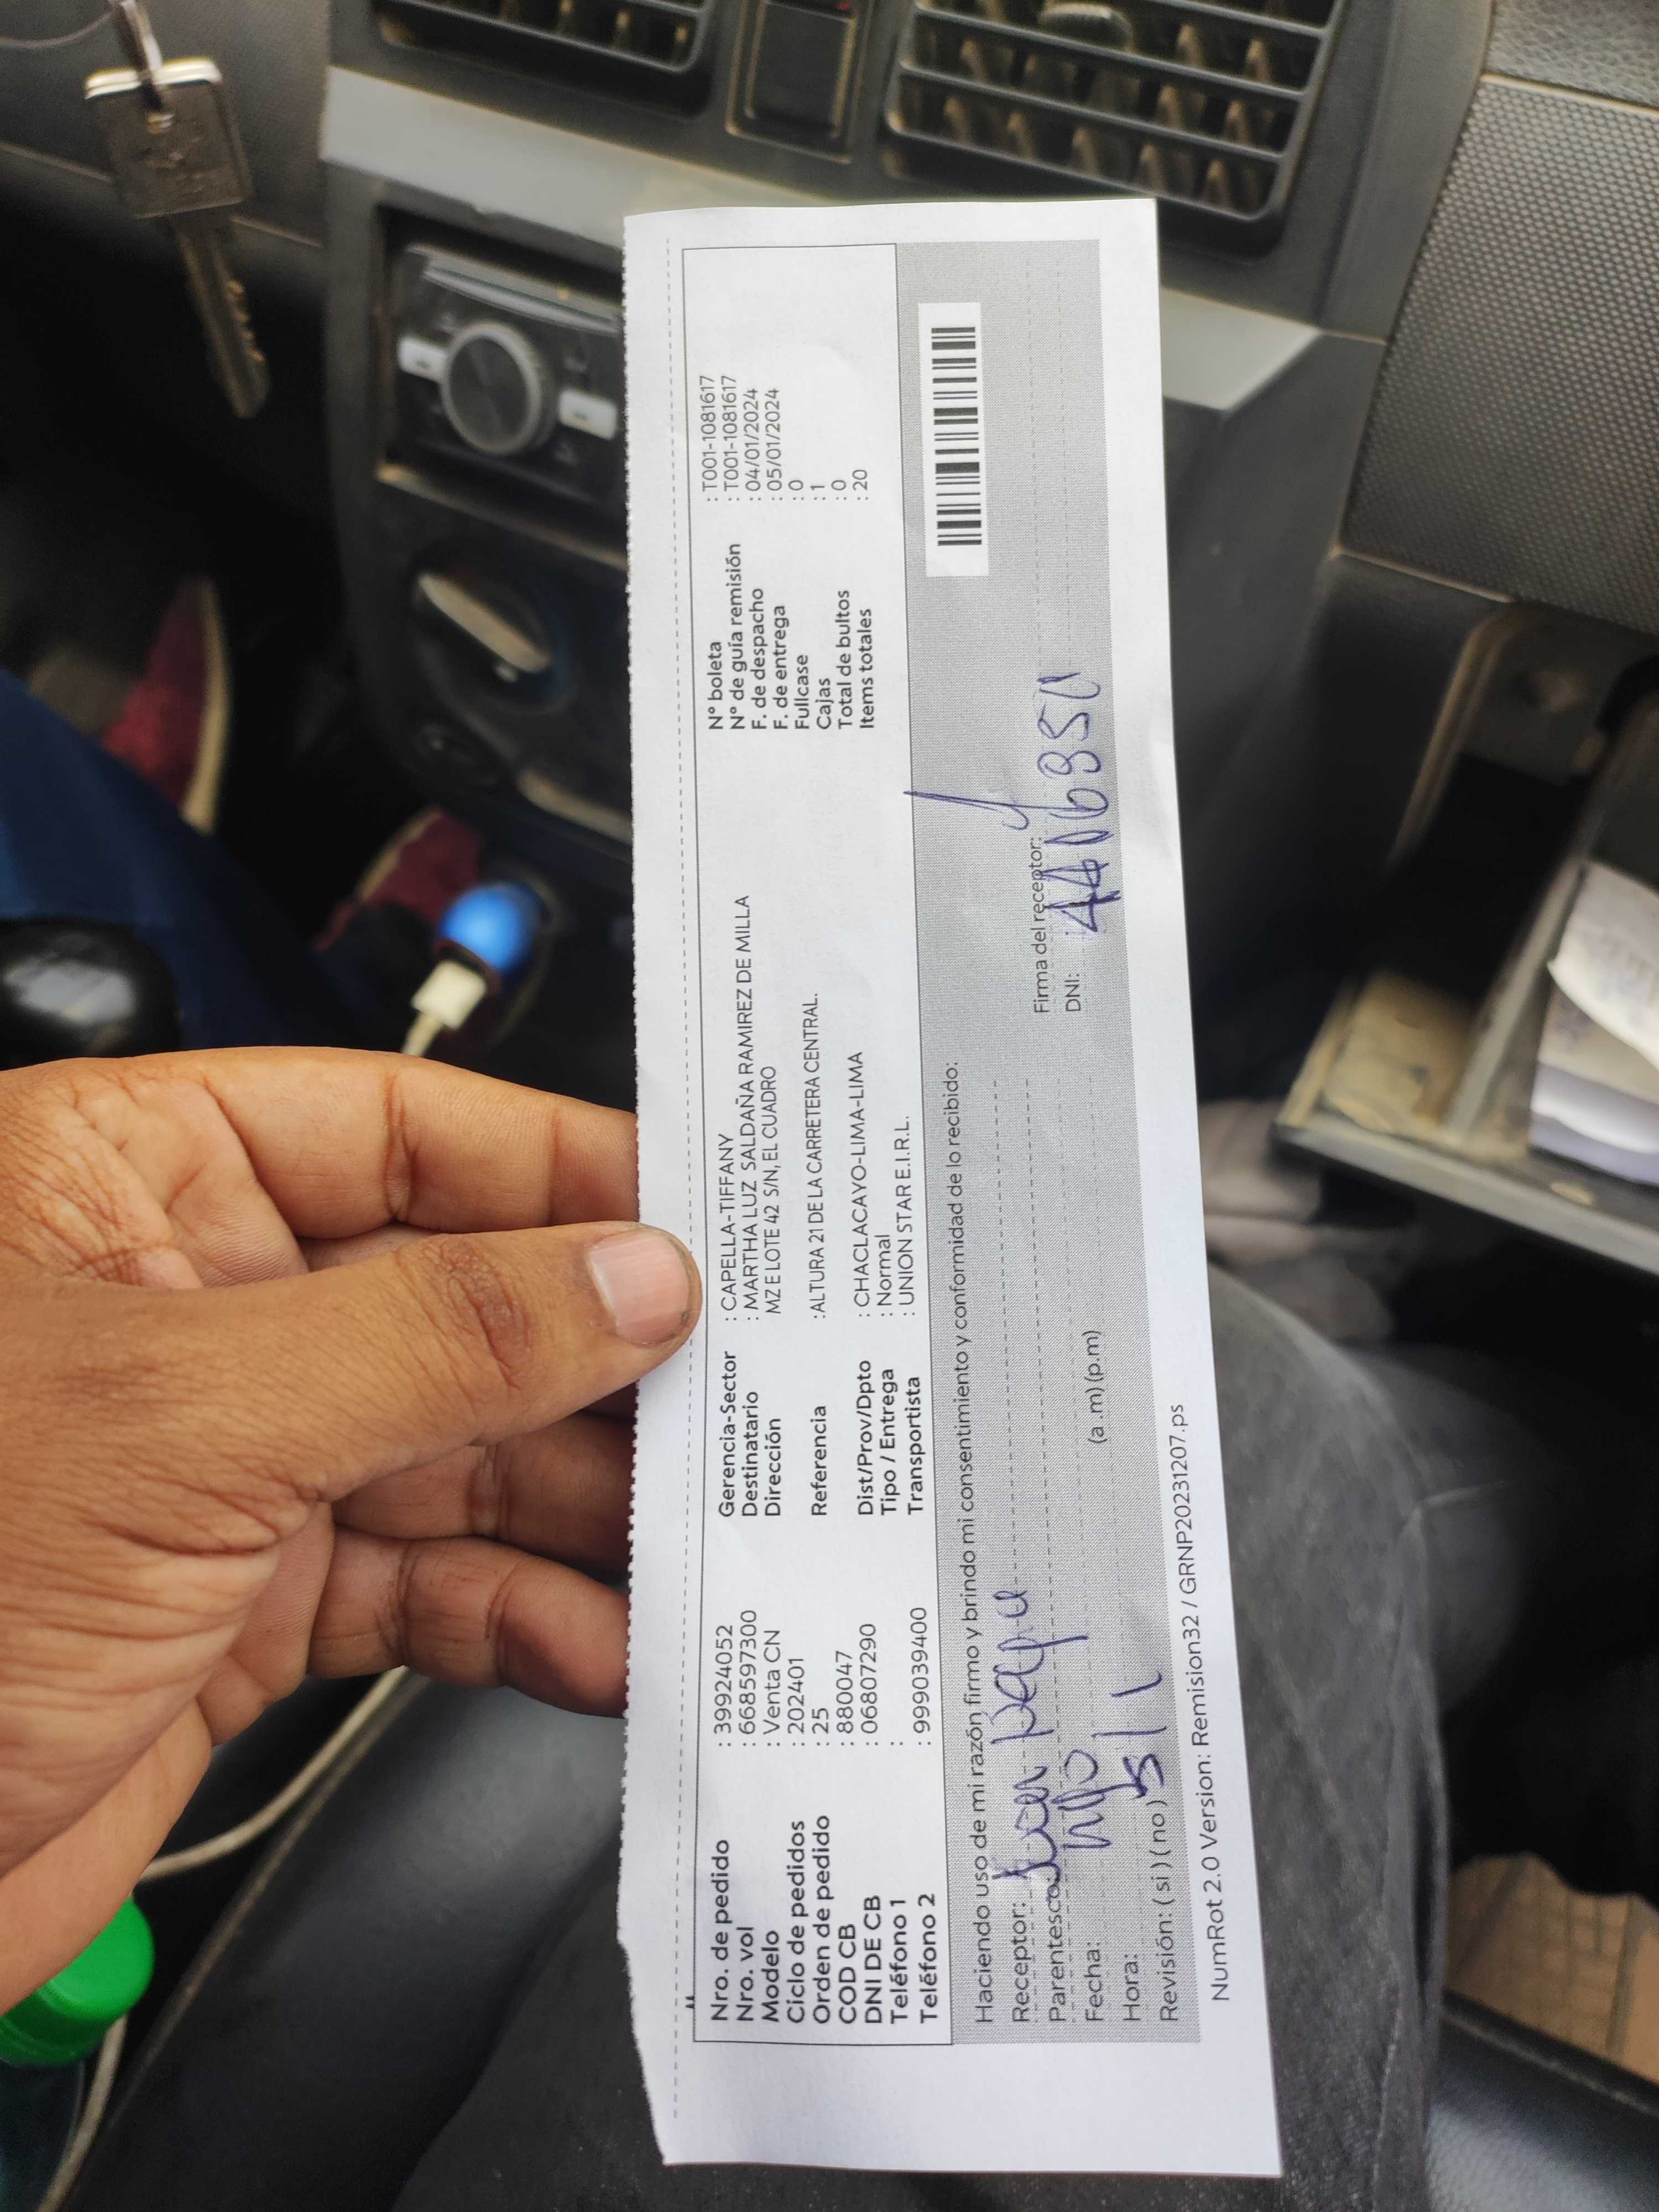 Nro. de pedido : 39924052 Gerencia-Sector : CAPELLA-TIFFANY N° boleta : T001-1081617
Nro. vol : 668597300 Destinatario : MARTHA LUZ SALDAÑA RAMIREZ DE MILLA N° de guía remisión : T001-1081617
Modelo : Venta CN Dirección MZ E LOTE 42 S/N, EL CUADRO F. de despacho : 04/01/2024
Ciclo de pedidos : 202401 F. de entrega : 05/01/2024
Orden de pedido : 25 Referencia :ALTURA 21 DE LA CARRETERA CENTRAL. Fullcase : 0
COD CB : 880047 Cajas : 1
DNI DE CB : 06807290 Dist/Prov/Dpto : CHACLACAYO-LIMA-LIMA Total de bultos : 0
Teléfono 1 : Tipo / Entrega : Normal Items totales : 20
Teléfono 2 : 999039400 Transportista : UNION STAR E.I.R.L.
Haciendo uso de mi razón firmo y brindo mi consentimiento y conformidad de lo recibido:
Receptor:
Parentesco Firma del receptor:
Fecha: DNI:
Hora: 5/1 (a .m) (p.m)
Revisión: ( si ) ( no )
NumRot 2.0 Version: Remision32 / GRNP20231207.ps